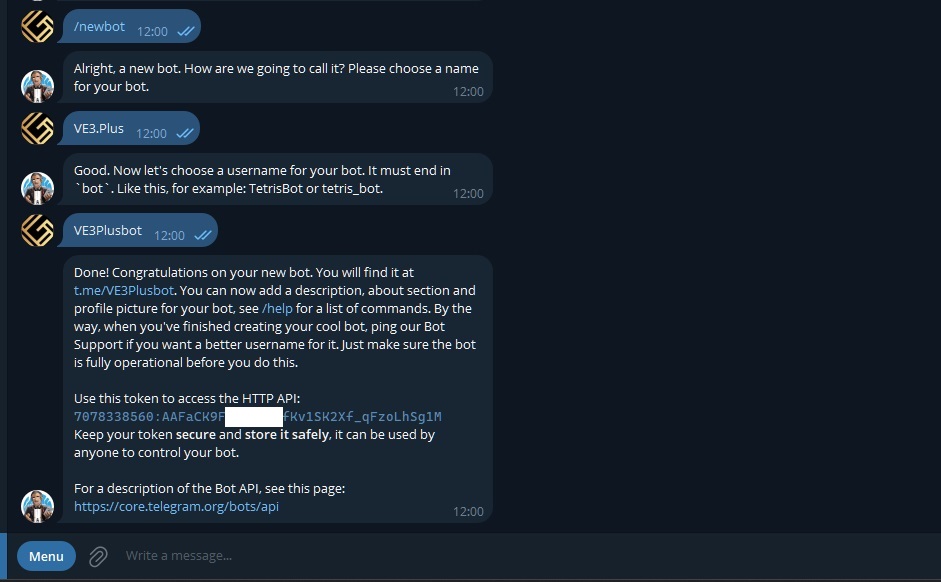 /newbot 12:00
Alright, a new bot. How are we going to call it? Please choose a name
for your bot.
12:00
VE3.Plus 12:00
Good. Now let's choose a username for your bot. It must end in
`bot`. Like this, for example: TetrisBot or tetris_bot.
12:00
VE3Plusbot 12:00
Done! Congratulations on your new bot. You will find it at
t.me/VE3Plusbot. You can now add a description, about section and
profile picture for your bot, see /help for a list of commands. By the
way, when you've finished creating your cool bot, ping our Bot
Support if you want a better username for it. Just make sure the bot
is fully operational before you do this.
Use this token to access the HTTP API:
7078338560:AAFaCK9F fKv1SK2Xf_qFzoLhSg1M
Keep your token secure and store it safely, it can be used by
anyone to control your bot.
For a description of the Bot API, see this page:
https://core.telegram.org/bots/api
12:00
Menu Write a message...